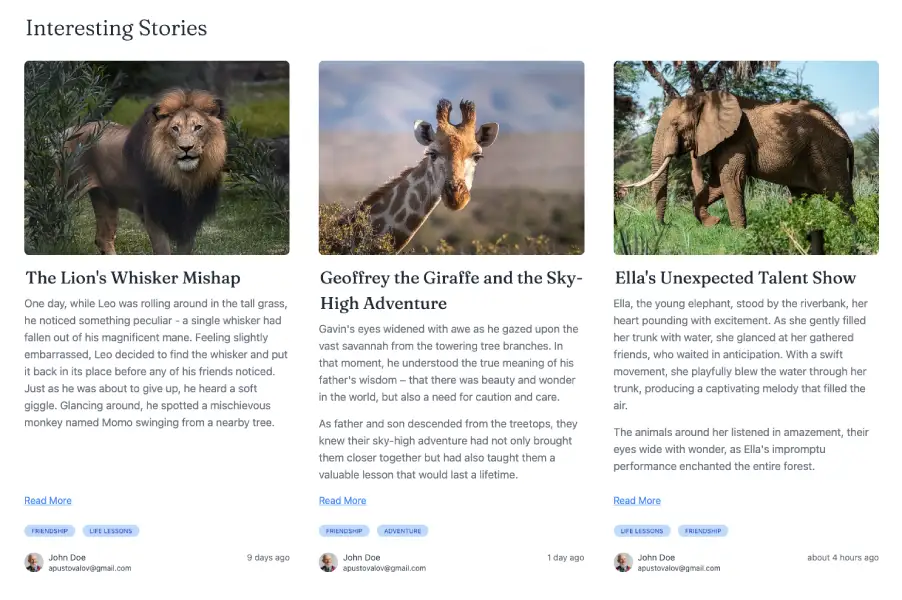 Interesting Stories
The Lion's Whisker Mishap
One day, while Leo was rolling around in the tall grass,
he noticed something peculiar - a single whisker had
fallen out of his magnificent mane. Feeling slightly
embarrassed, Leo decided to find the whisker and put
it back in its place before any of his friends noticed.
Just as he was about to give up, he heard a soft
giggle. Glancing around, he spotted a mischievous
monkey named Momo swinging from a nearby tree.
Read More
FRIENDSHIP
LIFE LESSONS
John Doe
apustovalov@gmail.com
9 days ago
Geoffrey the Giraffe and the Sky-
High Adventure
Gavin's eyes widened with awe as he gazed upon the
vast savannah from the towering tree branches. In
that moment, he understood the true meaning of his
father's wisdom – that there was beauty and wonder
in the world, but also a need for caution and care.
As father and son descended from the treetops, they
knew their sky-high adventure had not only brought
them closer together but had also taught them a
valuable lesson that would last a lifetime.
Read More
FRIENDSHIP
ADVENTURE
John Doe
apustovalov@gmail.com
1 day ago
Ella's Unexpected Talent Show
Ella, the young elephant, stood by the riverbank, her
heart pounding with excitement. As she gently filled
her trunk with water, she glanced at her gathered
friends, who waited in anticipation. With a swift
movement, she playfully blew the water through her
trunk, producing a captivating melody that filled the
air.
The animals around her listened in amazement, their
eyes wide with wonder, as Ella's impromptu
performance enchanted the entire forest.
Read More
LIFE LESSONS
FRIENDSHIP
John Doe
apustovalov@gmail.com
about 4 hours ago